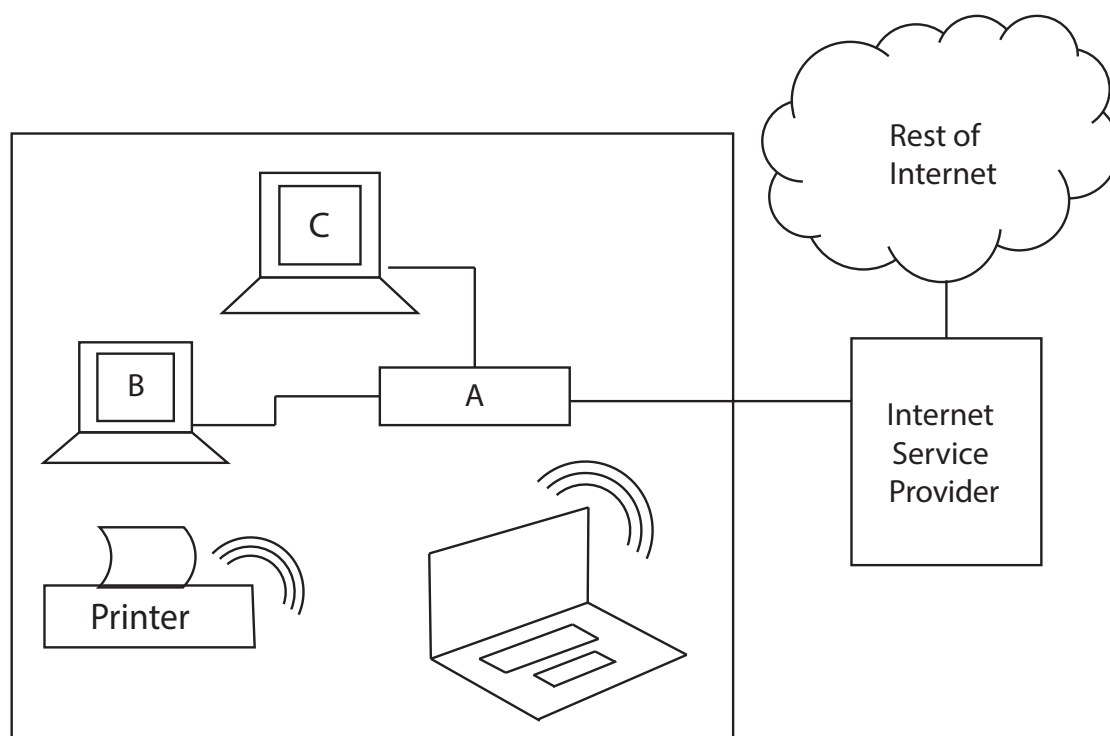 Rest of
Internet
C
B
A
Internet
Service
Provider
Printer